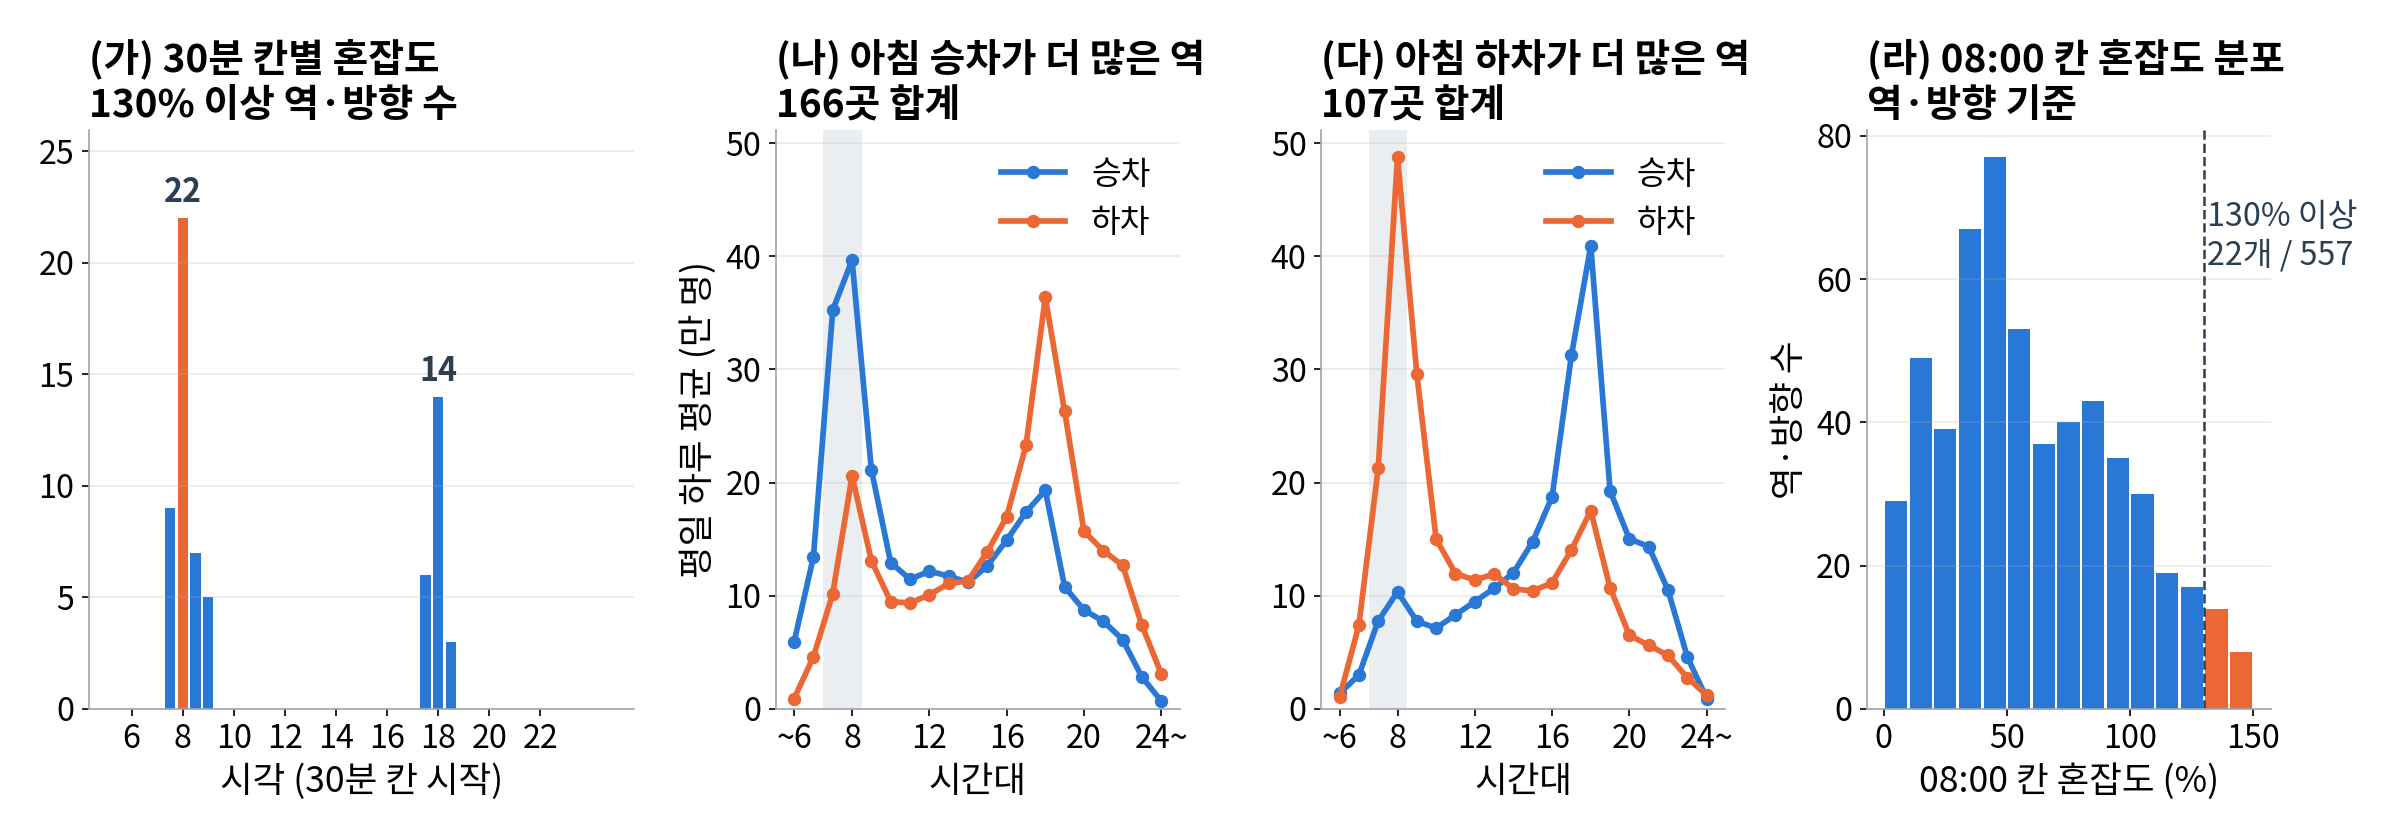 (가) 30분 칸별 혼잡도
130% 이상 역·방향 수
25
20
15
10
5
0
22
14
6 8 10 12 14 16 18 20 22
시각 (30분 칸 시작)
(나) 아침 승차가 더 많은 역
166곳 합계
평일 하루 평균 (만 명)
50
40
30
20
10
0
승차
하차
~6 8 12 16 20 24~
시간대
(다) 아침 하차가 더 많은 역
107곳 합계
50
40
30
20
10
0
승차
하차
~6 8 12 16 20 24~
시간대
(라) 08:00 칸 혼잡도 분포
역·방향 기준
역·방향 수
80
60
40
20
0
130% 이상
22개 / 557
0 50 100 150
08:00 칸 혼잡도 (%)